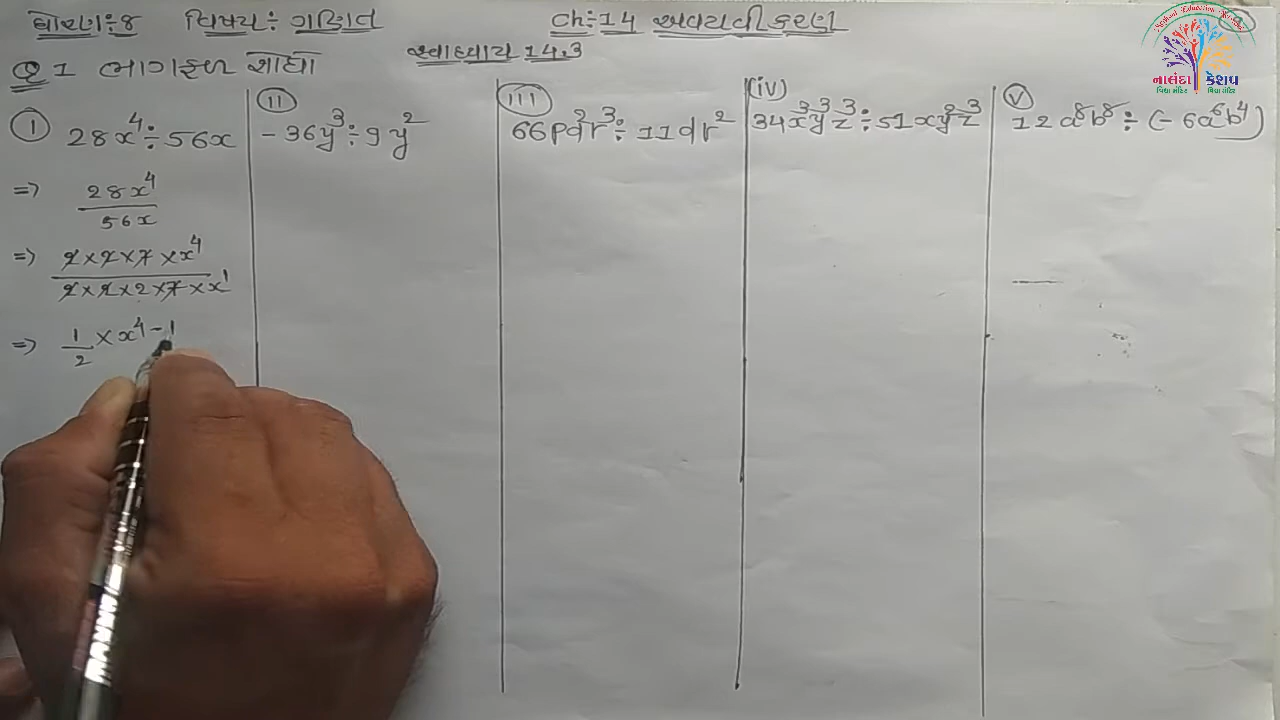 ધોરણ:૪ વિષય: ગણિત Ch:14 અવયવીકરણ
સ્વાધ્યાય 14.3
Q 1 ભાગફળ શોધો
(i) 28x⁴÷56x
=> 28x⁴/56x
=> 2×2×7×x⁴/2×2×2×7×x¹
=> 1/2 ×x⁴⁻¹
(ii) -36y³÷9y²
(iii) 66pq²r³÷11qr²
(iv) 34x³y³z³÷51xy²z³
(v) 12a⁸b⁸÷(-6a⁶b⁴)
નાલંદા કેશવ
વિદ્યા મંદિર વિદ્યા મંદિર